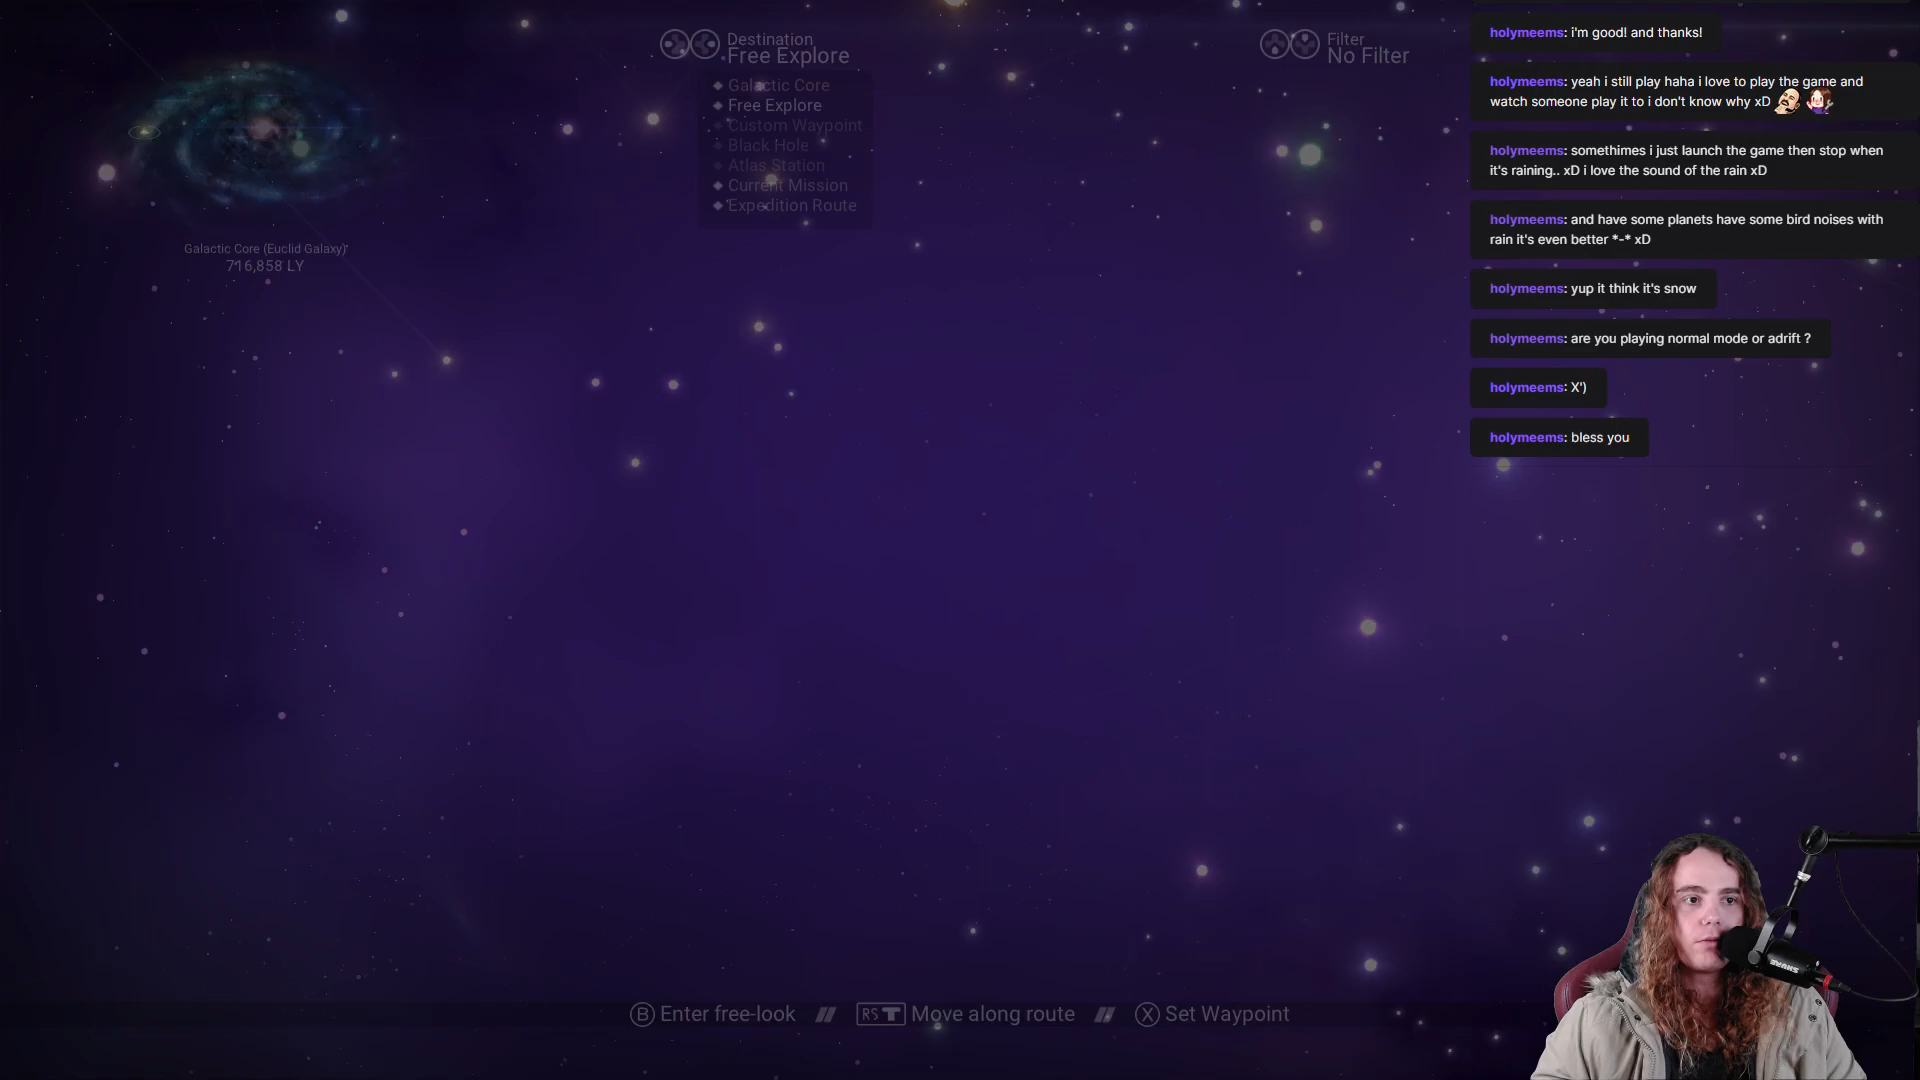 Destination
Free Explore
Galactic Core
Free Explore
Custom Waypoint
Black Hole
Atlas Station
Current Mission
Expedition Route
Filter
No Filter
Galactic Core (Euclid Galaxy)
716,858 LY
holymeems: i'm good! and thanks!
holymeems: yeah i still play haha i love to play the game and
watch someone play it to i don't know why xD
holymeems: somethimes i just launch the game then stop when
it's raining.. xD i love the sound of the rain xD
holymeems: and have some planets have some bird noises with
rain it's even better *-* xD
holymeems: yup it think it's snow
holymeems: are you playing normal mode or adrift ?
holymeems: X')
holymeems: bless you
SHURE
B Enter free-look // RS Move along route // X Set Waypoint